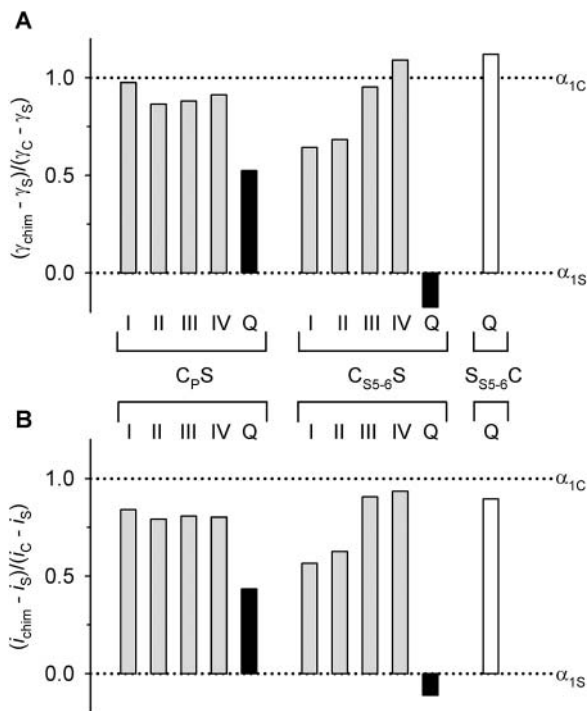 A
(γchim - γS)/(γC - γS)
1.0
α1C
0.5
0.0
α1S
I II III IV Q I II III IV Q Q
CPS CS5-6S SS5-6C
B
I II III IV Q I II III IV Q Q
(ichim - iS)/(iC - iS)
1.0
α1C
0.5
0.0
α1S